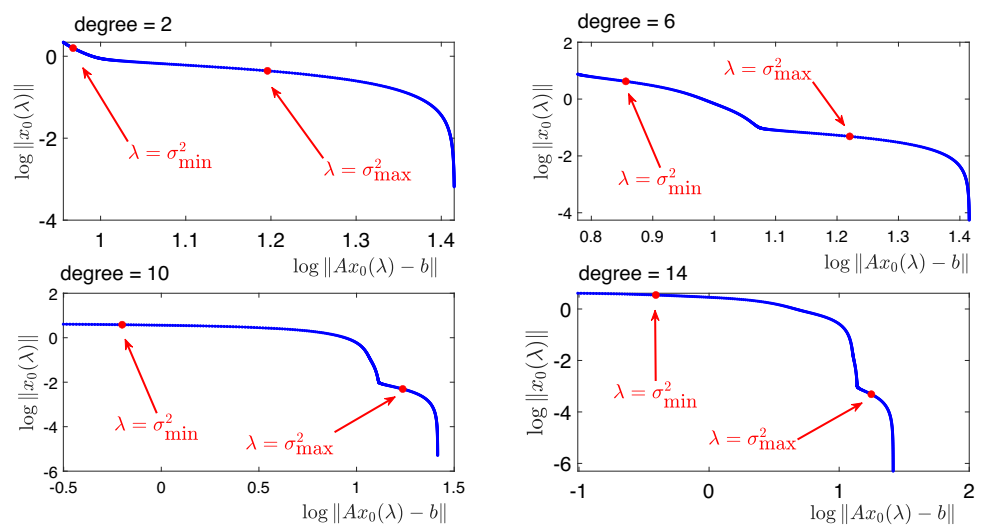 degree = 2
0
-2
-4
1
1.1
1.2
1.3
1.4
log ‖x₀(λ)‖
log ‖Ax₀(λ) − b‖
λ = σ²min
λ = σ²max
degree = 6
2
0
-2
-4
0.8
0.9
1
1.1
1.2
1.3
1.4
log ‖x₀(λ)‖
log ‖Ax₀(λ) − b‖
λ = σ²max
λ = σ²min
degree = 10
2
0
-2
-4
-6
-0.5
0
0.5
1
1.5
log ‖x₀(λ)‖
log ‖Ax₀(λ) − b‖
λ = σ²min
λ = σ²max
degree = 14
0
-2
-4
-6
-1
0
1
2
log ‖x₀(λ)‖
log ‖Ax₀(λ) − b‖
λ = σ²min
λ = σ²max